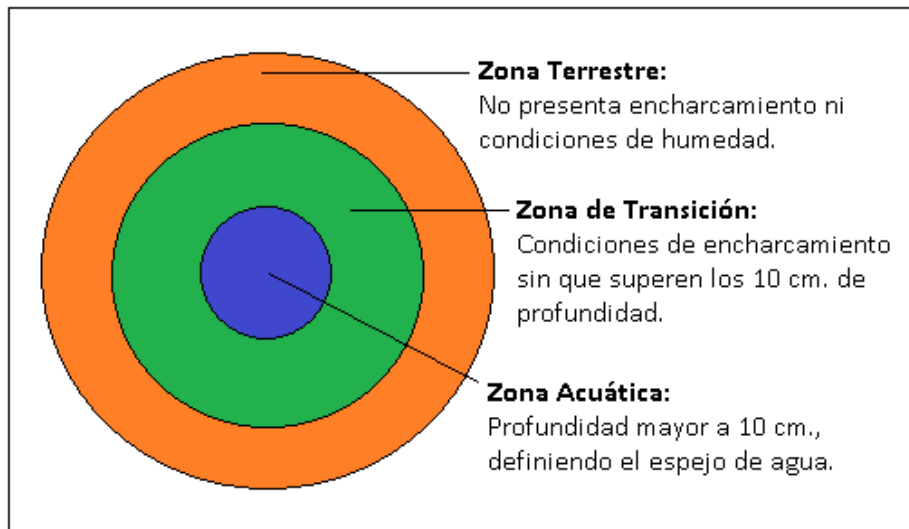 Zona Terrestre:
No presenta encharcamiento ni
condiciones de humedad.
Zona de Transición:
Condiciones de encharcamiento
sin que superen los 10 cm. de
profundidad.
Zona Acuática:
Profundidad mayor a 10 cm.,
definiendo el espejo de agua.